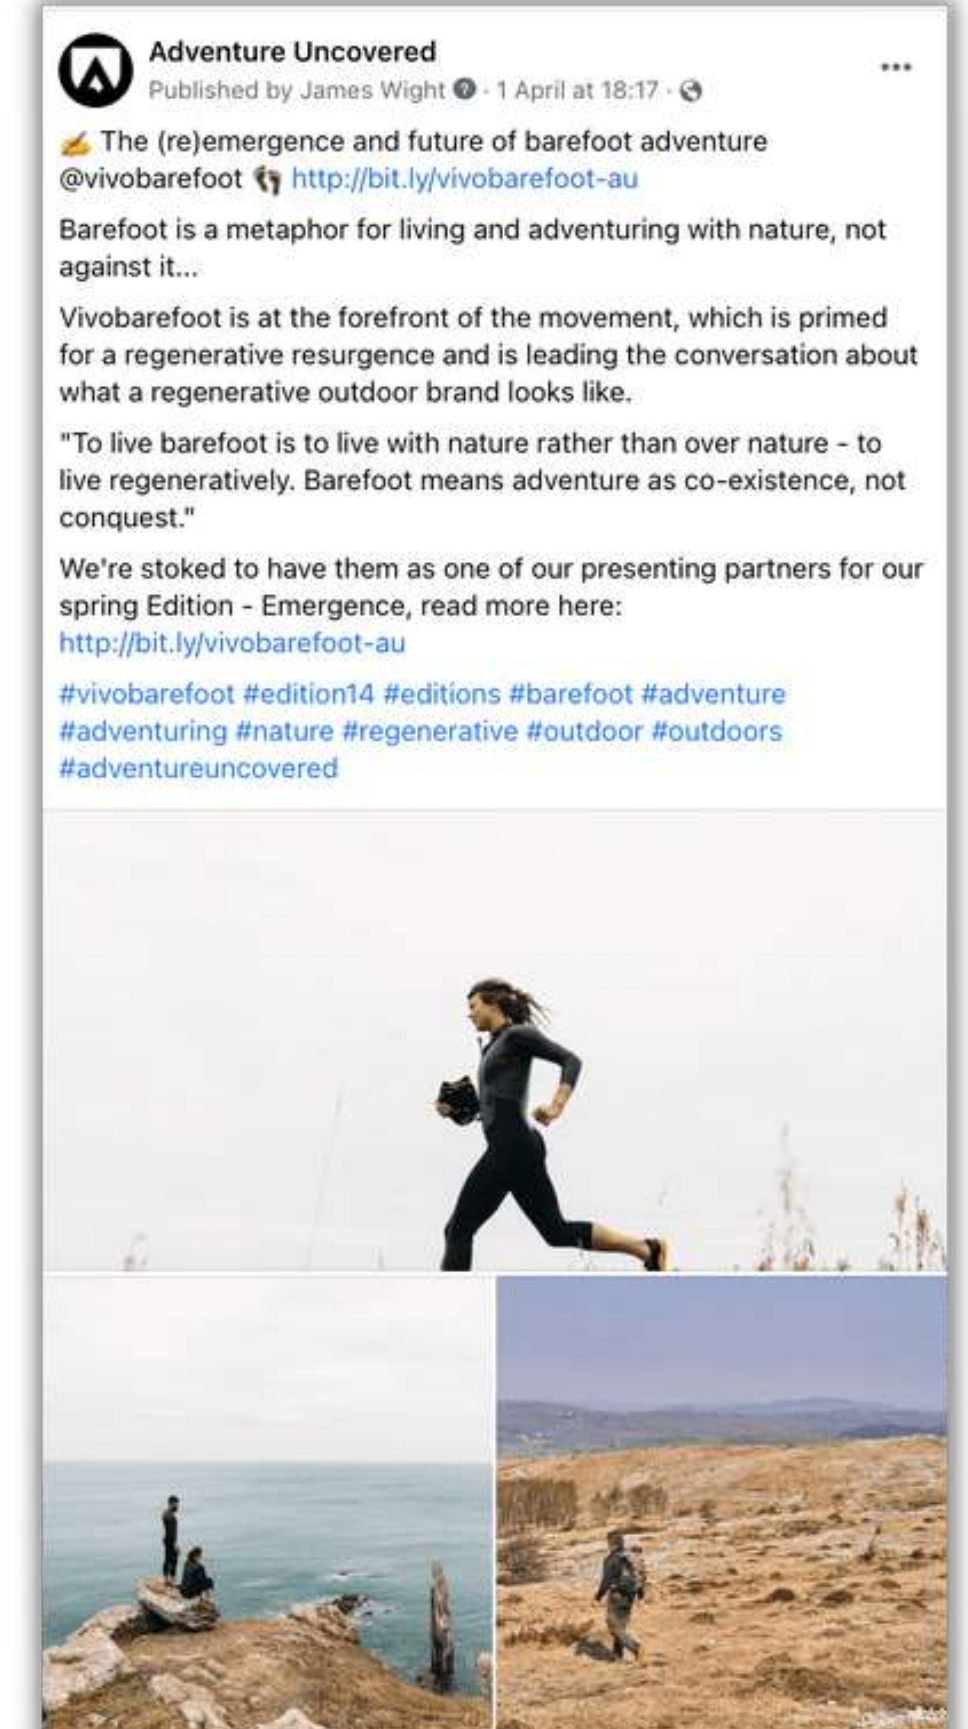 Adventure Uncovered
Published by James Wight · 1 April at 18:17 ·
✍️ The (re)emergence and future of barefoot adventure
@vivobarefoot 👣 http://bit.ly/vivobarefoot-au
Barefoot is a metaphor for living and adventuring with nature, not
against it...
Vivobarefoot is at the forefront of the movement, which is primed
for a regenerative resurgence and is leading the conversation about
what a regenerative outdoor brand looks like.
"To live barefoot is to live with nature rather than over nature - to
live regeneratively. Barefoot means adventure as co-existence, not
conquest."
We're stoked to have them as one of our presenting partners for our
spring Edition - Emergence, read more here:
http://bit.ly/vivobarefoot-au
#vivobarefoot #edition14 #editions #barefoot #adventure
#adventuring #nature #regenerative #outdoor #outdoors
#adventureuncovered